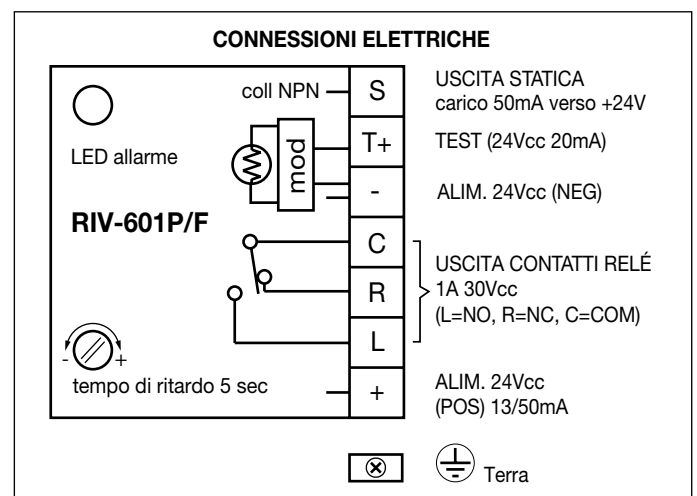 CONNESSIONI ELETTRICHE
coll NPN
S
USCITA STATICA
carico 50mA verso +24V
LED allarme
mod
T+
TEST (24Vcc 20mA)
-
ALIM. 24Vcc (NEG)
RIV-601P/F
C
R
L
USCITA CONTATTI RELÉ
1A 30Vcc
(L=NO, R=NC, C=COM)
- +
tempo di ritardo 5 sec
+
ALIM. 24Vcc
(POS) 13/50mA
Terra